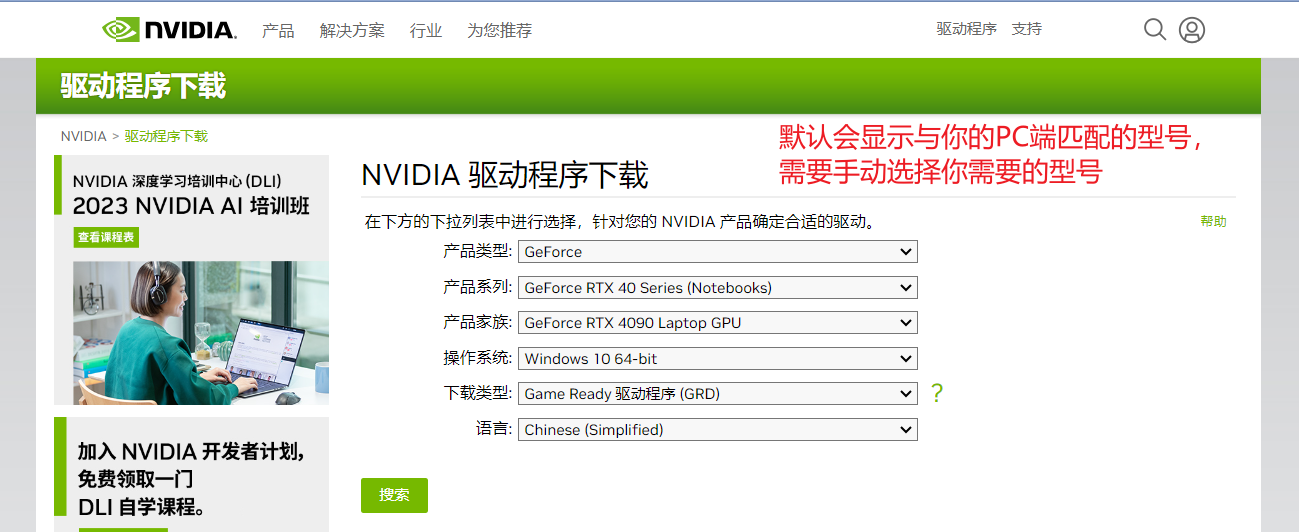 NVIDIA.
产品 解决方案 行业 为您推荐 驱动程序 支持
驱动程序下载
NVIDIA > 驱动程序下载
默认会显示与你的PC端匹配的型号，
需要手动选择你需要的型号
NVIDIA 深度学习培训中心 (DLI)
2023 NVIDIA AI 培训班
查看课程表
加入 NVIDIA 开发者计划，
免费领取一门
DLI 自学课程。
NVIDIA 驱动程序下载
在下方的下拉列表中进行选择，针对您的 NVIDIA 产品确定合适的驱动。
帮助
产品类型: GeForce
产品系列: GeForce RTX 40 Series (Notebooks)
产品家族: GeForce RTX 4090 Laptop GPU
操作系统: Windows 10 64-bit
下载类型: Game Ready 驱动程序 (GRD) ?
语言: Chinese (Simplified)
搜索